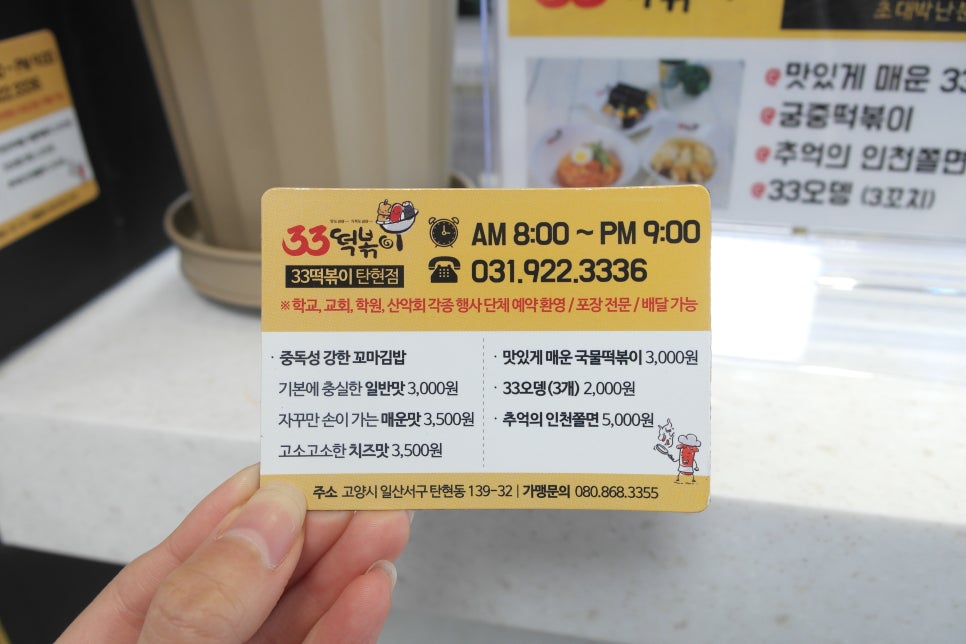 초대박난분
@맛있게 매운 33
@궁중떡볶이
@추억의 인천쫄면
@33오뎅 (3꼬치)
33떡볶이
33떡볶이 탄현점
AM 8:00 ~ PM 9:00
031.922.3336
※학교, 교회, 학원, 산악회 각종 행사 단체 예약 환영 / 포장 전문 / 배달 가능
· 중독성 강한 꼬마김밥
기본에 충실한 일반맛 3,000원
자꾸만 손이 가는 매운맛 3,500원
고소고소한 치즈맛 3,500원
· 맛있게 매운 국물떡볶이 3,000원
· 33오뎅(3개) 2,000원
· 추억의 인천쫄면 5,000원
주소 고양시 일산서구 탄현동 139-32 | 가맹문의 080.868.3355